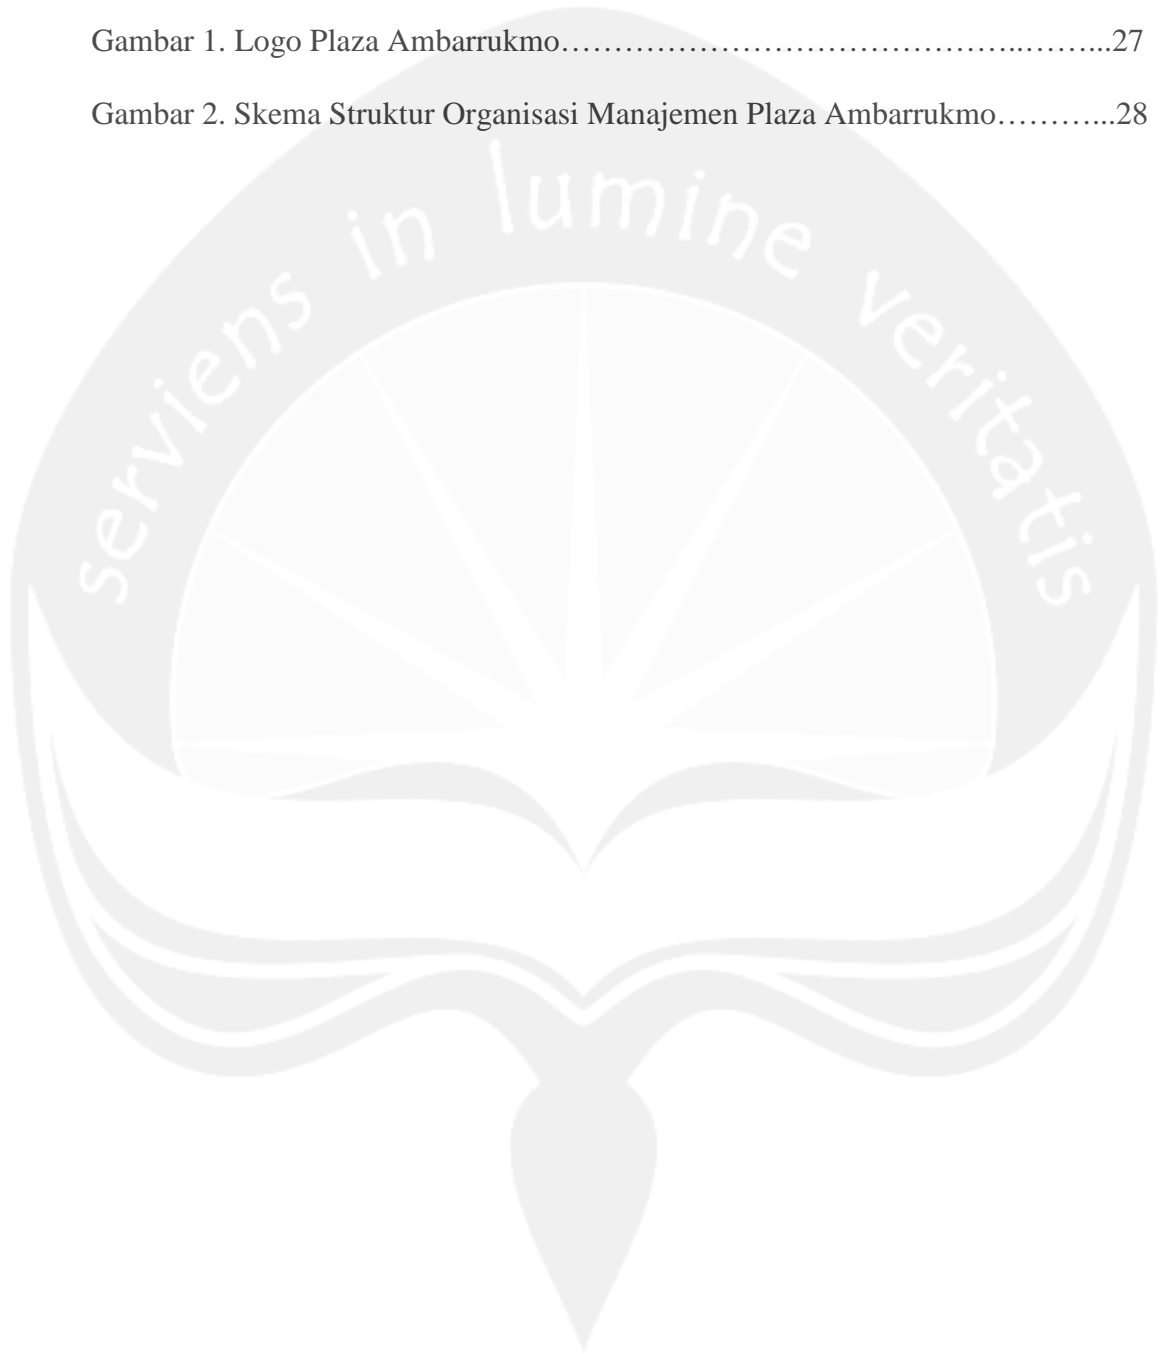 Gambar 1. Logo Plaza Ambarrukmo…………………………………….……...27
Gambar 2. Skema Struktur Organisasi Manajemen Plaza Ambarrukmo………...28
serviens in lumine veritatis